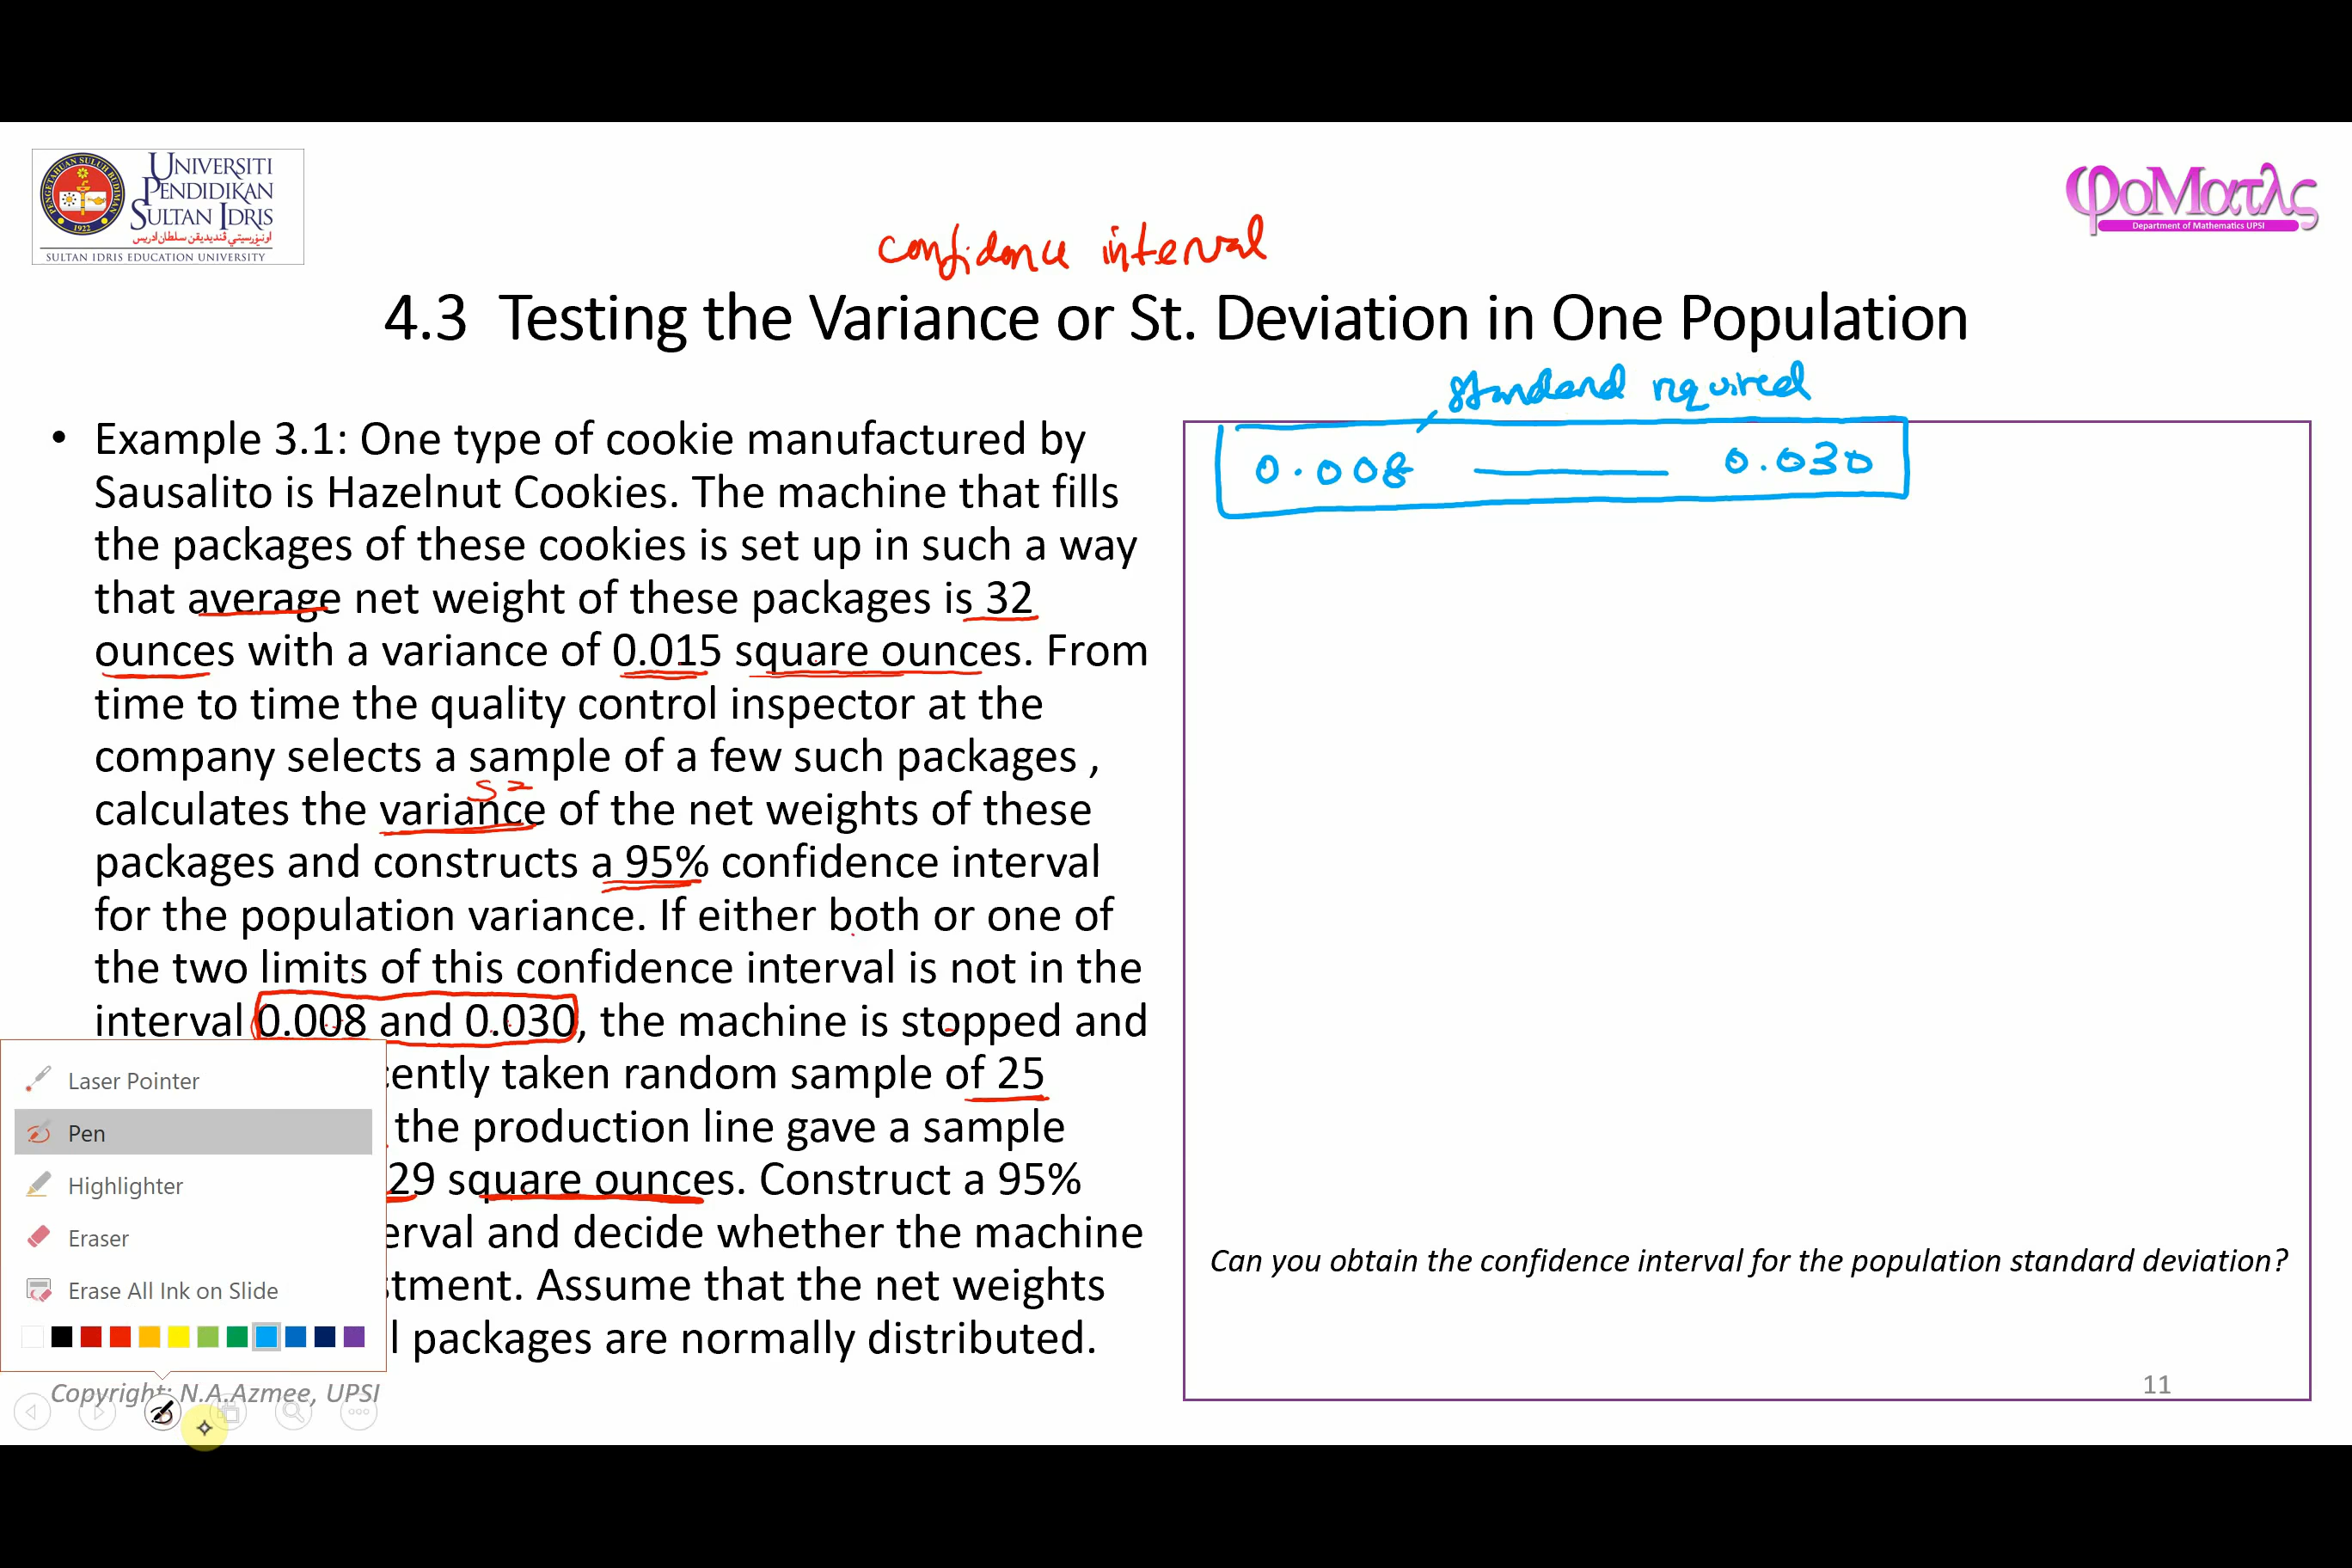 UNIVERSITI
PENDIDIKAN
SULTAN IDRIS
اونيۏرسيتي ڤنديديقن سلطان ادريس
SULTAN IDRIS EDUCATION UNIVERSITY
1922
φοΜατλς
Department of Mathematics UPSI
confidence interval
4.3 Testing the Variance or St. Deviation in One Population
• Example 3.1: One type of cookie manufactured by
Sausalito is Hazelnut Cookies. The machine that fills
the packages of these cookies is set up in such a way
that average net weight of these packages is 32
ounces with a variance of 0.015 square ounces. From
time to time the quality control inspector at the
company selects a sample of a few such packages ,
S²
calculates the variance of the net weights of these
packages and constructs a 95% confidence interval
for the population variance. If either both or one of
the two limits of this confidence interval is not in the
interval 0.008 and 0.030, the machine is stopped and
cently taken random sample of 25
the production line gave a sample
29 square ounces. Construct a 95%
erval and decide whether the machine
stment. Assume that the net weights
l packages are normally distributed.
standard required
0.008 0.030
Can you obtain the confidence interval for the population standard deviation?
11
Laser Pointer
Pen
Highlighter
Eraser
Erase All Ink on Slide
Copyright: N.A.Azmee, UPSI